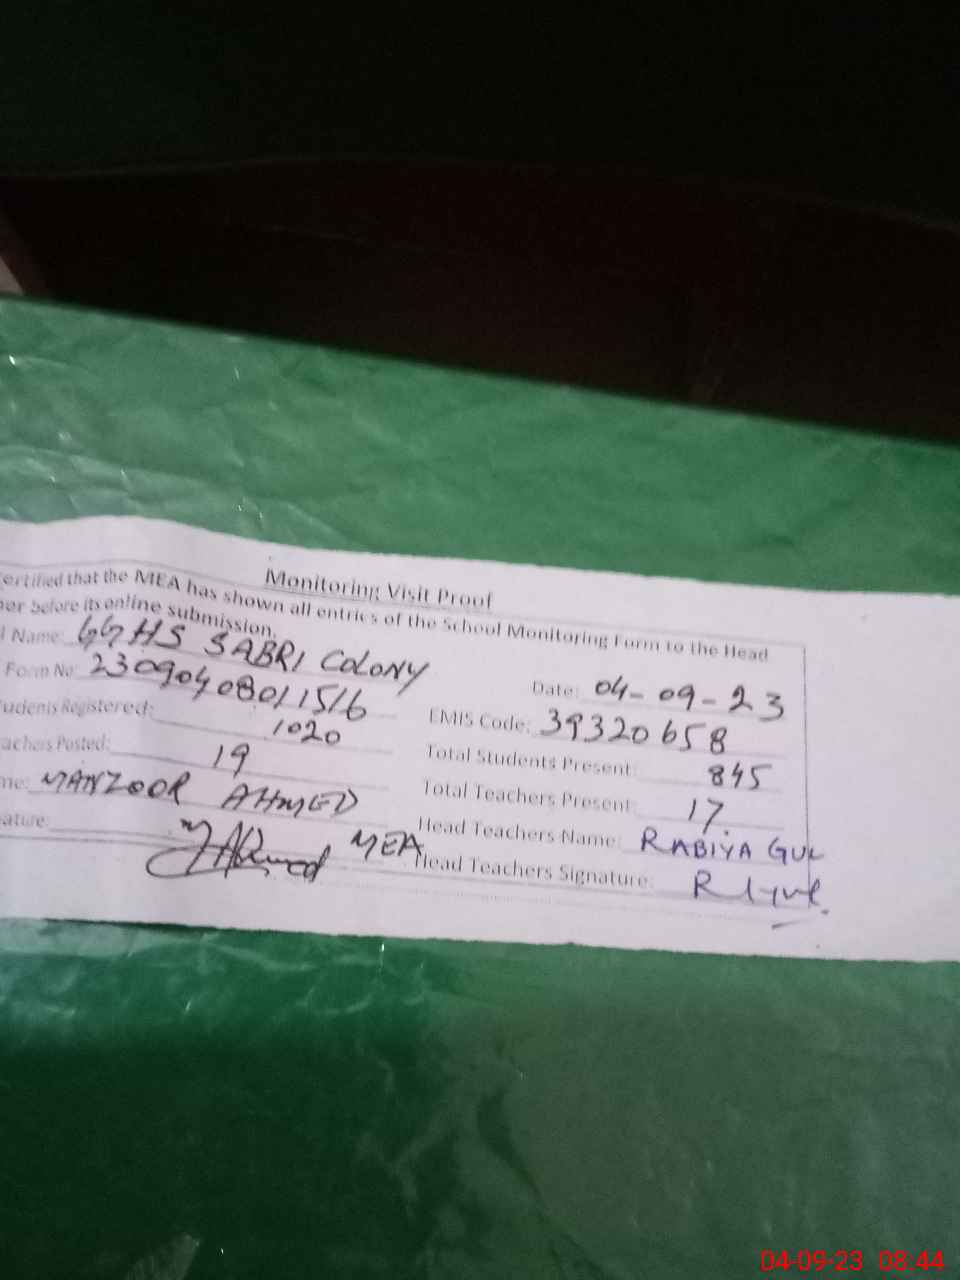 Monitoring Visit Proof
ertified that the MEA has shown all entries of the School Monitoring Form to the Head
her before its online submission.
l Name: GGHS SABRI COLONY
Date: 04-09-23
Form No: 23090408011516
EMIS Code: 39320658
udents Registered: 1020
Total Students Present: 845
achers Posted: 19
Total Teachers Present: 17
me: MANZOOR AHMED
Head Teachers Name: RABIYA GUL
ature: MAhmed MEA
Head Teachers Signature:
04-09-23 08:44